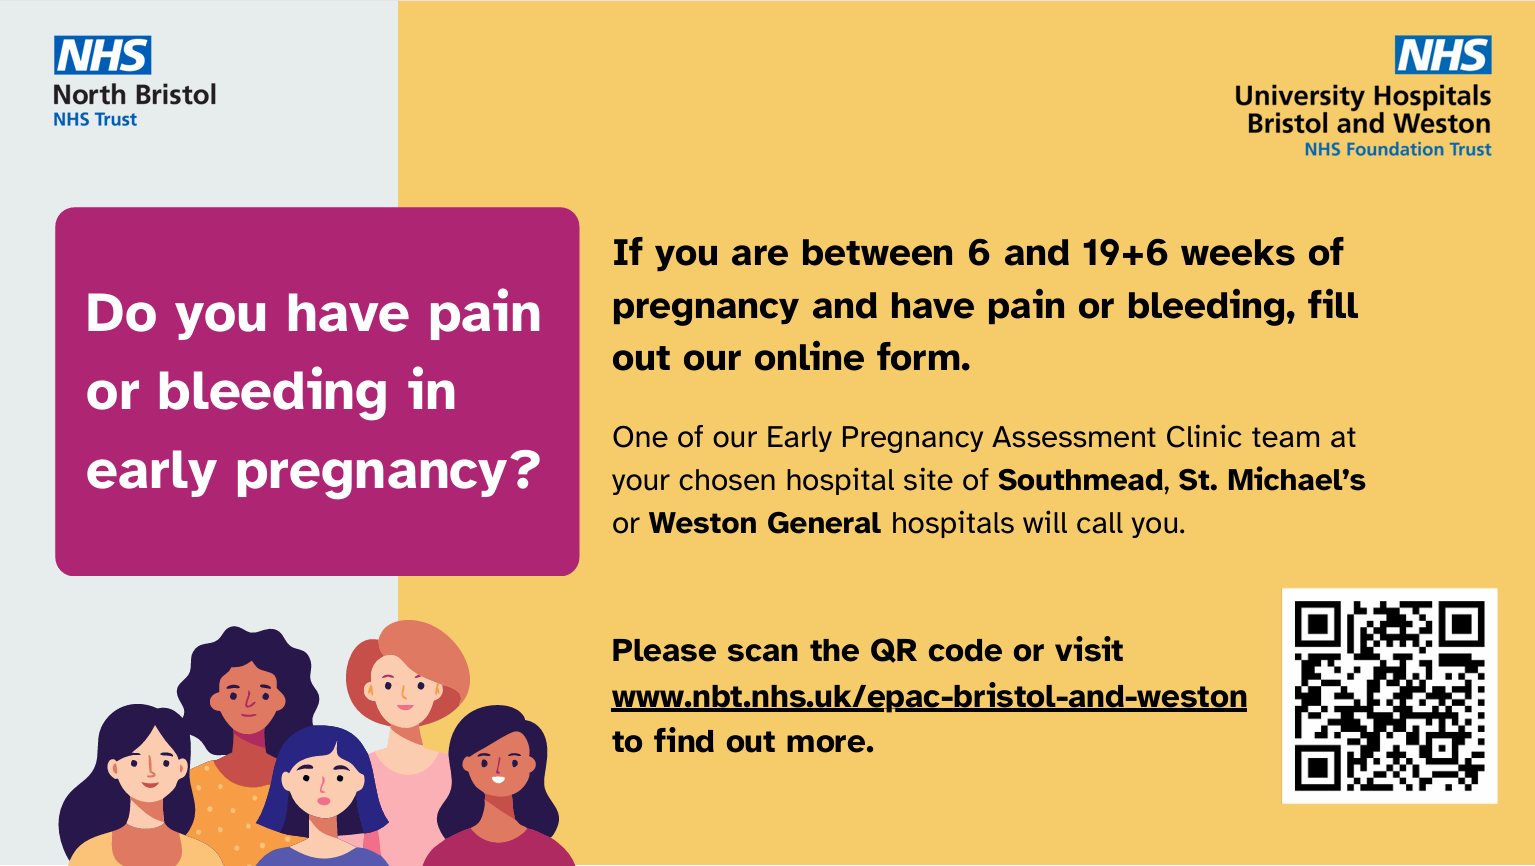 NHS
North Bristol
NHS Trust
NHS
University Hospitals
Bristol and Weston
NHS Foundation Trust
Do you have pain
or bleeding in
early pregnancy?
If you are between 6 and 19+6 weeks of
pregnancy and have pain or bleeding, fill
out our online form.
One of our Early Pregnancy Assessment Clinic team at
your chosen hospital site of Southmead, St. Michael’s
or Weston General hospitals will call you.
Please scan the QR code or visit
www.nbt.nhs.uk/epac-bristol-and-weston
to find out more.